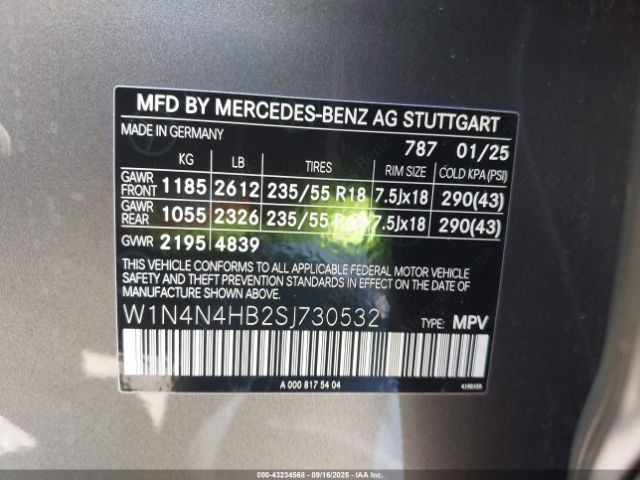 MFD BY MERCEDES-BENZ AG STUTTGART
MADE IN GERMANY 787 01/25
KG LB TIRES RIM SIZE COLD KPA(PSI)
GAWR FRONT 1185 2612 235/55 R18 7.5Jx18 290(43)
GAWR REAR 1055 2326 235/55 7.5Jx18 290(43)
GVWR 2195 4839
THIS VEHICLE CONFORMS TO ALL APPLICABLE FEDERAL MOTOR VEHICLE
SAFETY AND THEFT PREVENTION STANDARDS IN EFFECT ON THE DATE
OF MANUFACTURE
W1N4N4HB2SJ730532 TYPE: MPV
A 000 817 54 04
000-43234568 - 09/16/2025 - IAAI.COM